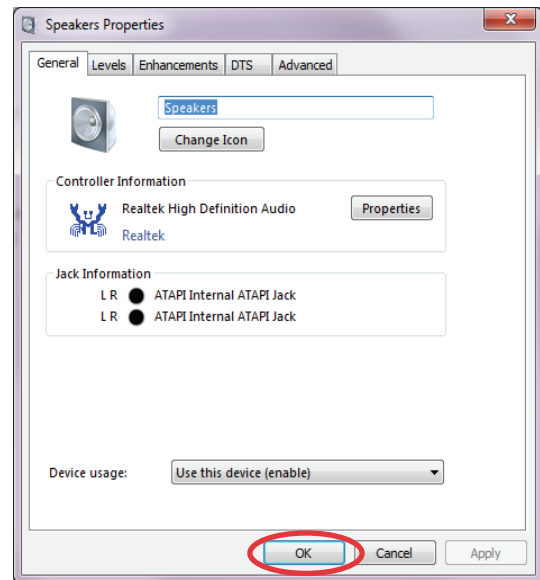 Speakers Properties
General Levels Enhancements DTS Advanced
Speakers
Change Icon
Controller Information
Realtek High Definition Audio Properties
Realtek
Jack Information
L R ATAPI Internal ATAPI Jack
L R ATAPI Internal ATAPI Jack
Device usage: Use this device (enable)
OK Cancel Apply